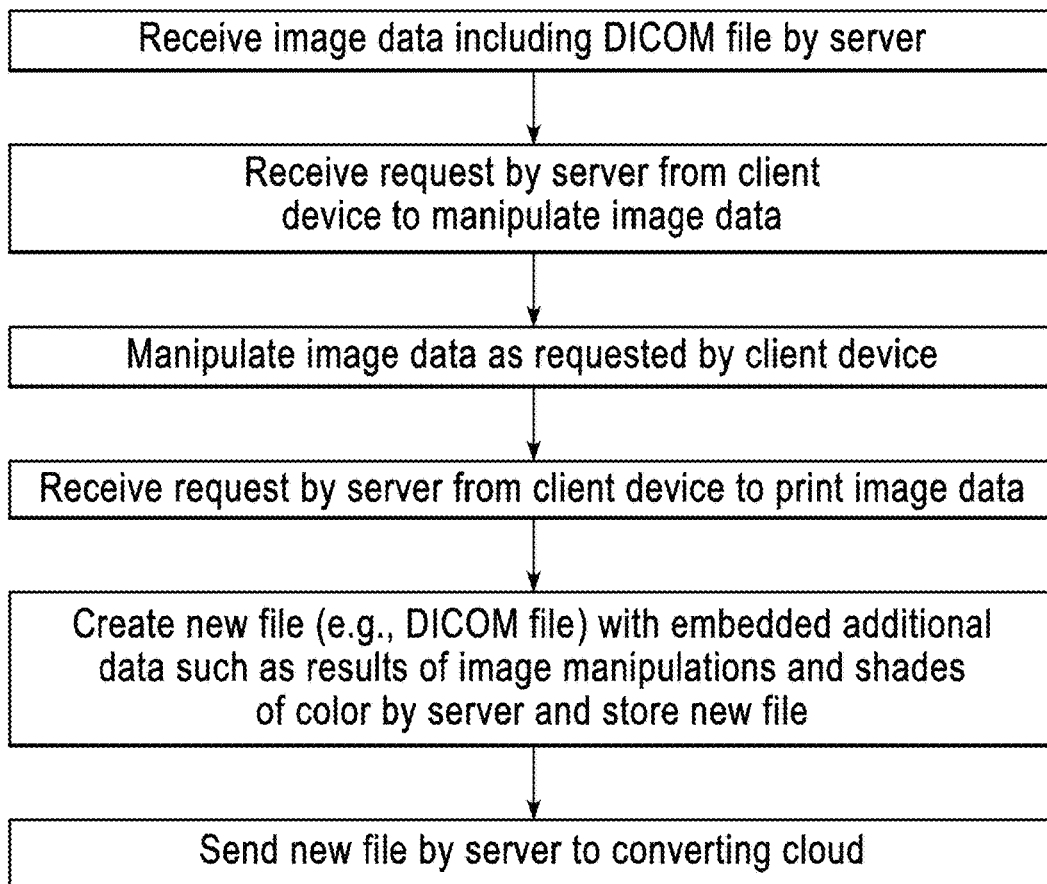 Receive image data including DICOM file by server
Receive request by server from client
device to manipulate image data
Manipulate image data as requested by client device
Receive request by server from client device to print image data
Create new file (e.g., DICOM file) with embedded additional
data such as results of image manipulations and shades
of color by server and store new file
Send new file by server to converting cloud